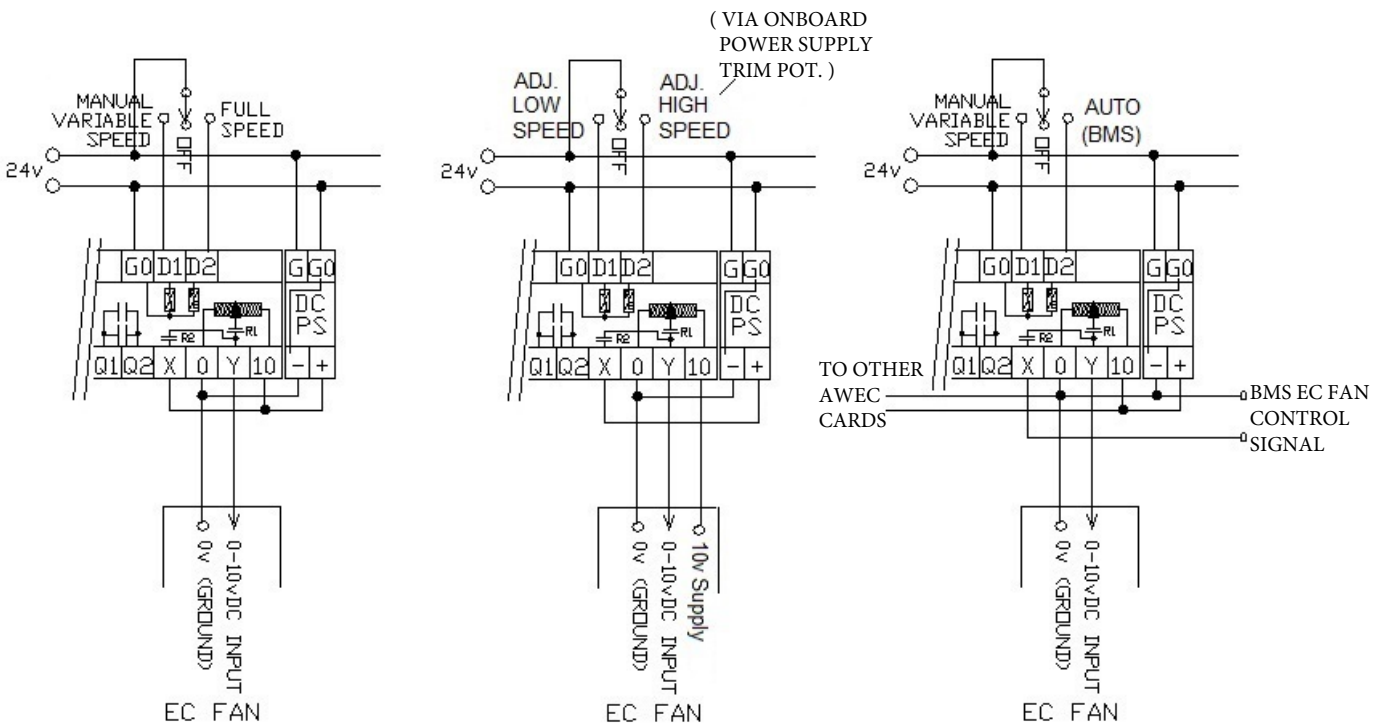 MANUAL
VARIABLE
SPEED
OFF
FULL
SPEED
24v
G0 D1 D2 G G0
DC
PS
R2 R1
Q1 Q2 X 0 Y 10 - +
0v (GROUND)
0-10vDC INPUT
EC FAN
( VIA ONBOARD
POWER SUPPLY
TRIM POT. )
ADJ.
LOW
SPEED
OFF
ADJ.
HIGH
SPEED
24v
G0 D1 D2 G G0
DC
PS
R2 R1
Q1 Q2 X 0 Y 10 - +
0v (GROUND)
0-10vDC INPUT
10v Supply
EC FAN
MANUAL
VARIABLE
SPEED
OFF
AUTO
(BMS)
24v
G0 D1 D2 G G0
DC
PS
R2 R1
Q1 Q2 X 0 Y 10 - +
TO OTHER
AWEC
CARDS
BMS EC FAN
CONTROL
SIGNAL
0v (GROUND)
0-10vDC INPUT
EC FAN